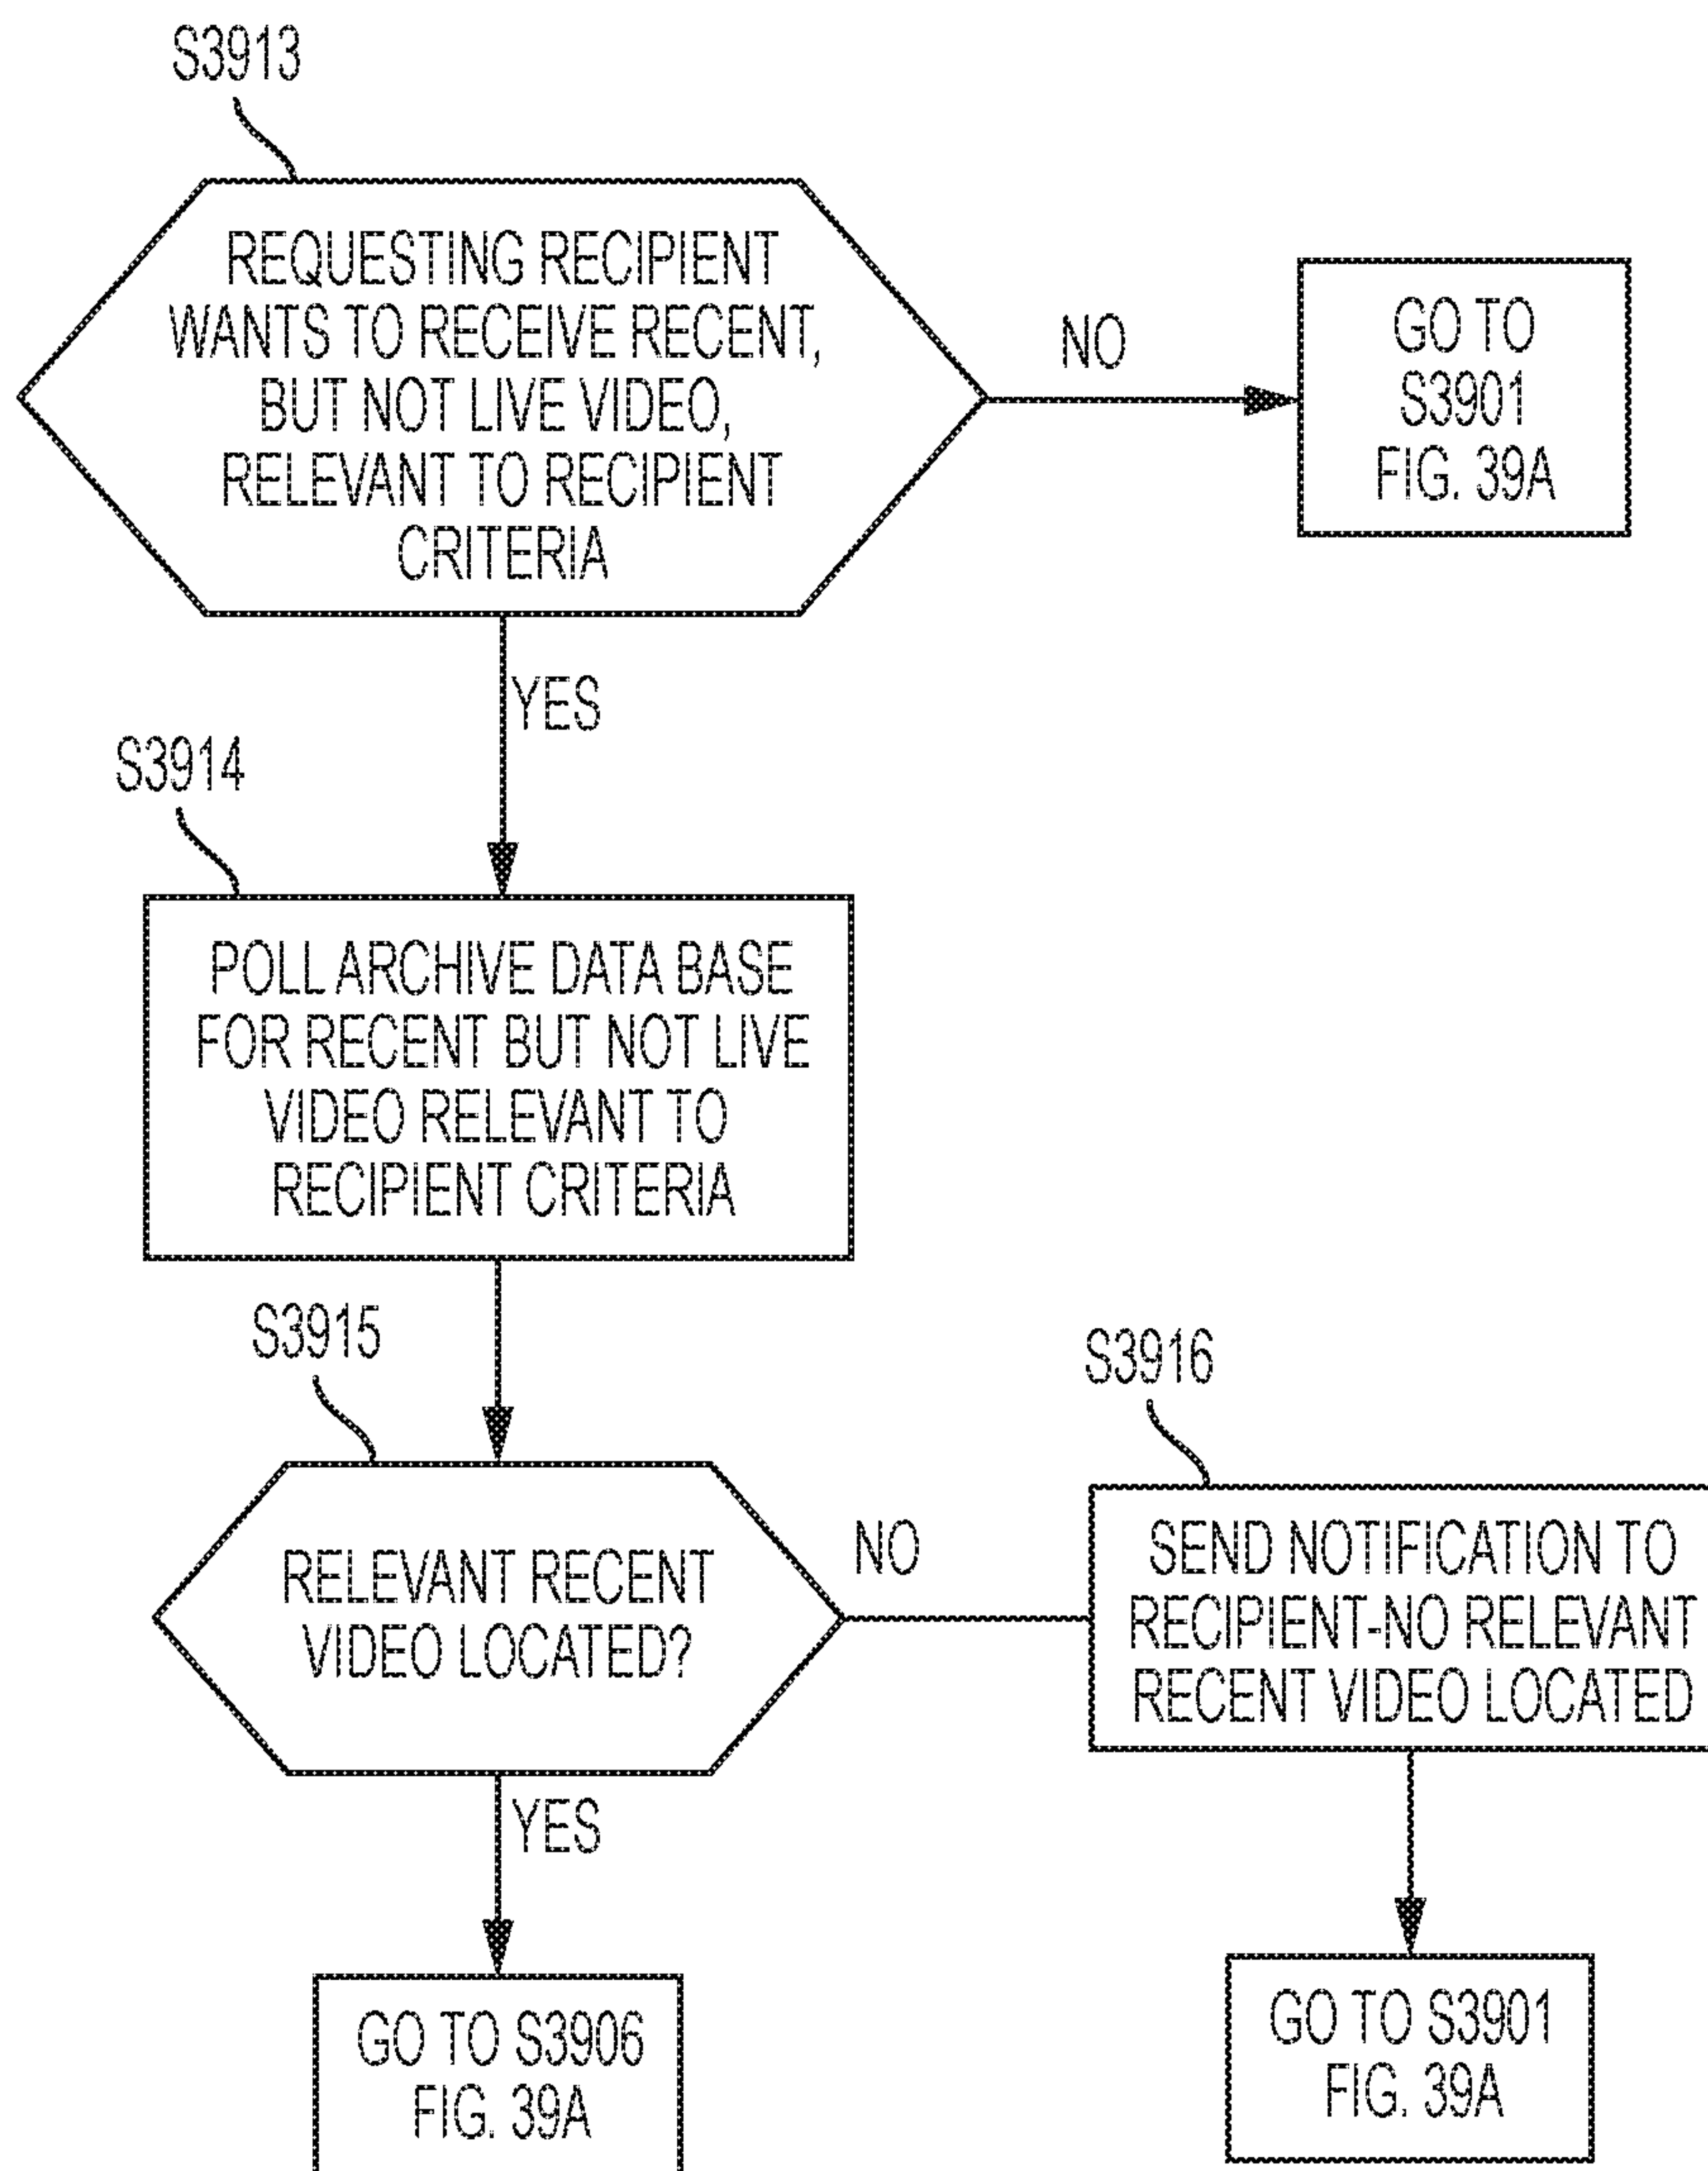 S3913
REQUESTING RECIPIENT
WANTS TO RECEIVE RECENT,
BUT NOT LIVE VIDEO,
RELEVANT TO RECIPIENT
CRITERIA
NO
GO TO
S3901
FIG. 39A
YES
S3914
POLL ARCHIVE DATA BASE
FOR RECENT BUT NOT LIVE
VIDEO RELEVANT TO
RECIPIENT CRITERIA
S3915
RELEVANT RECENT
VIDEO LOCATED?
NO
S3916
SEND NOTIFICATION TO
RECIPIENT-NO RELEVANT
RECENT VIDEO LOCATED
YES
GO TO S3906
FIG. 39A
GO TO S3901
FIG. 39A